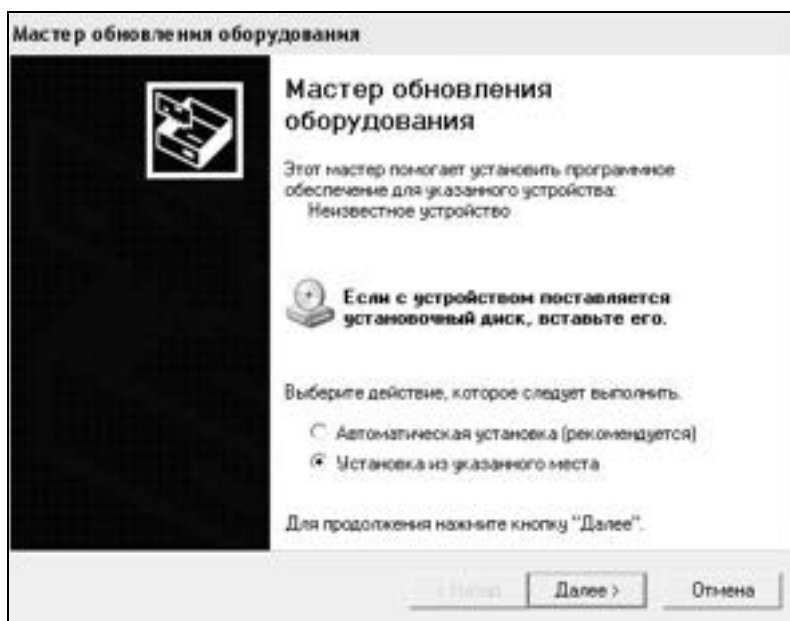 Мастер обновления оборудования
Мастер обновления
оборудования
Этот мастер помогает установить программное
обеспечение для указанного устройства:
Неизвестное устройство
Если с устройством поставляется
установочный диск, вставьте его.
Выберите действие, которое следует выполнить.
Автоматическая установка (рекомендуется)
Установка из указанного места
Для продолжения нажмите кнопку "Далее".
< Назад Далее > Отмена